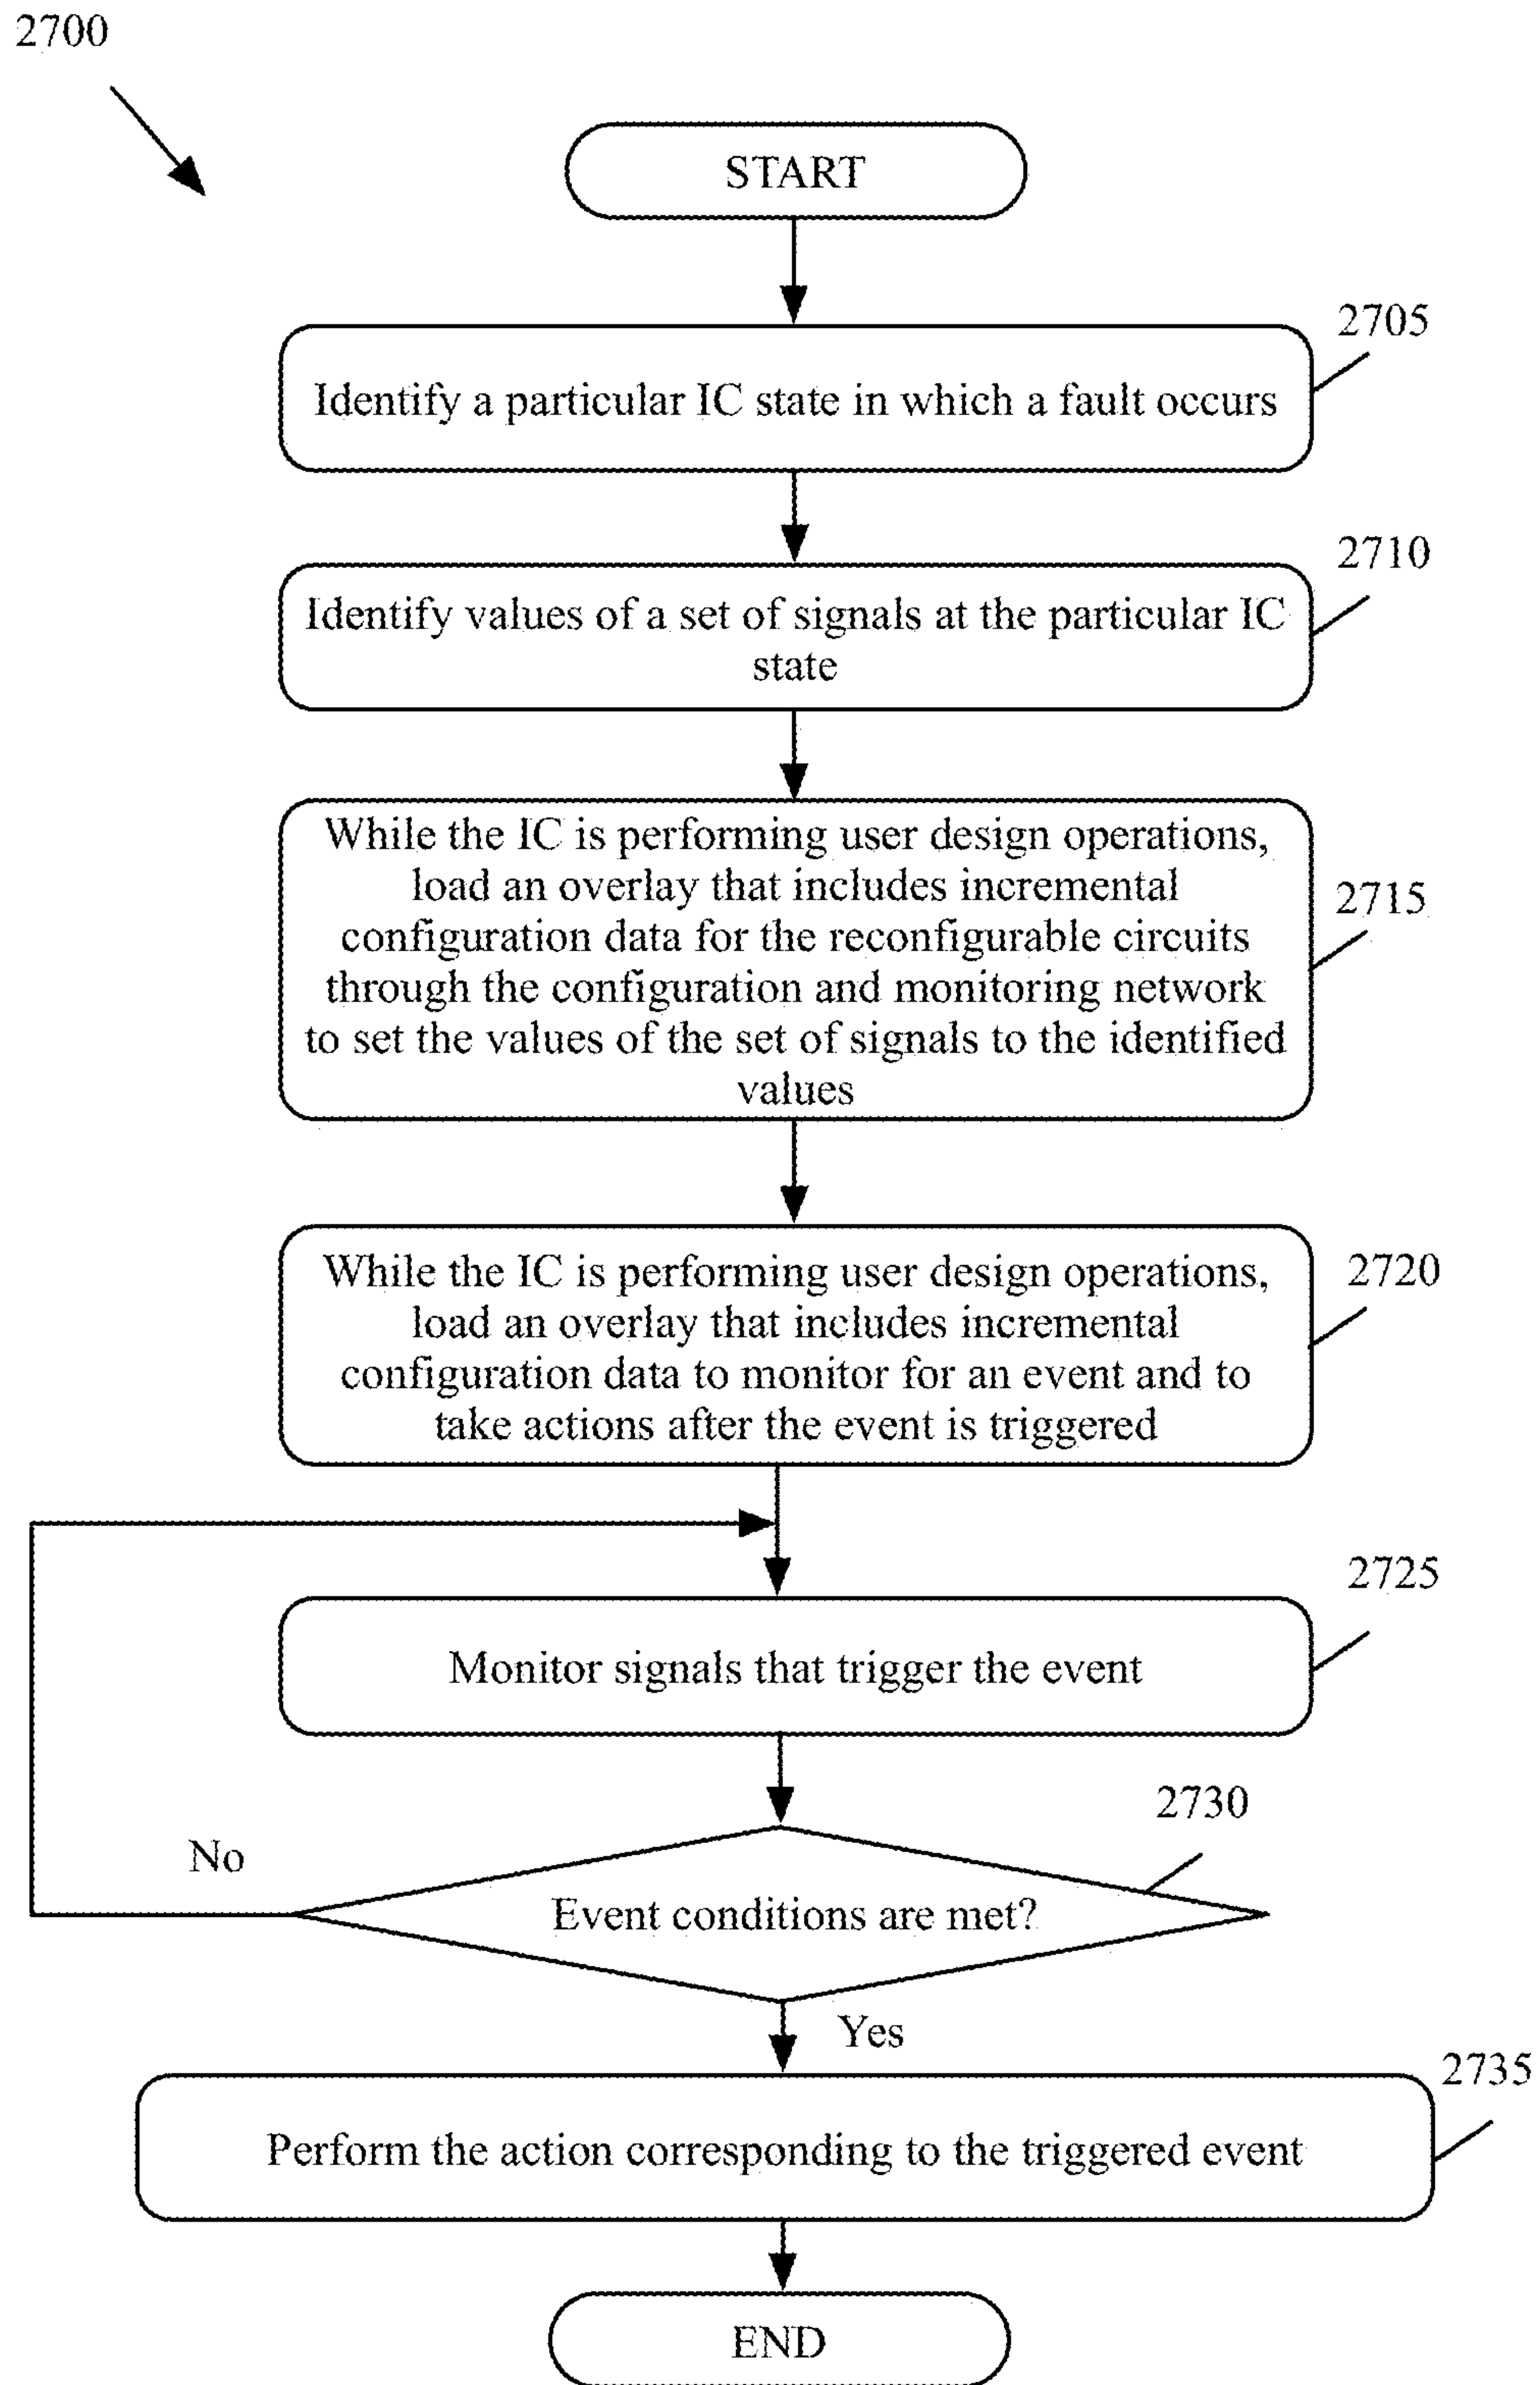 2700
START
2705
Identify a particular IC state in which a fault occurs
2710
Identify values of a set of signals at the particular IC
state
While the IC is performing user design operations,
load an overlay that includes incremental
configuration data for the reconfigurable circuits
through the configuration and monitoring network
to set the values of the set of signals to the identified
values
2715
While the IC is performing user design operations,
load an overlay that includes incremental
configuration data to monitor for an event and to
take actions after the event is triggered
2720
2725
Monitor signals that trigger the event
2730
No
Event conditions are met?
Yes
2735
Perform the action corresponding to the triggered event
END